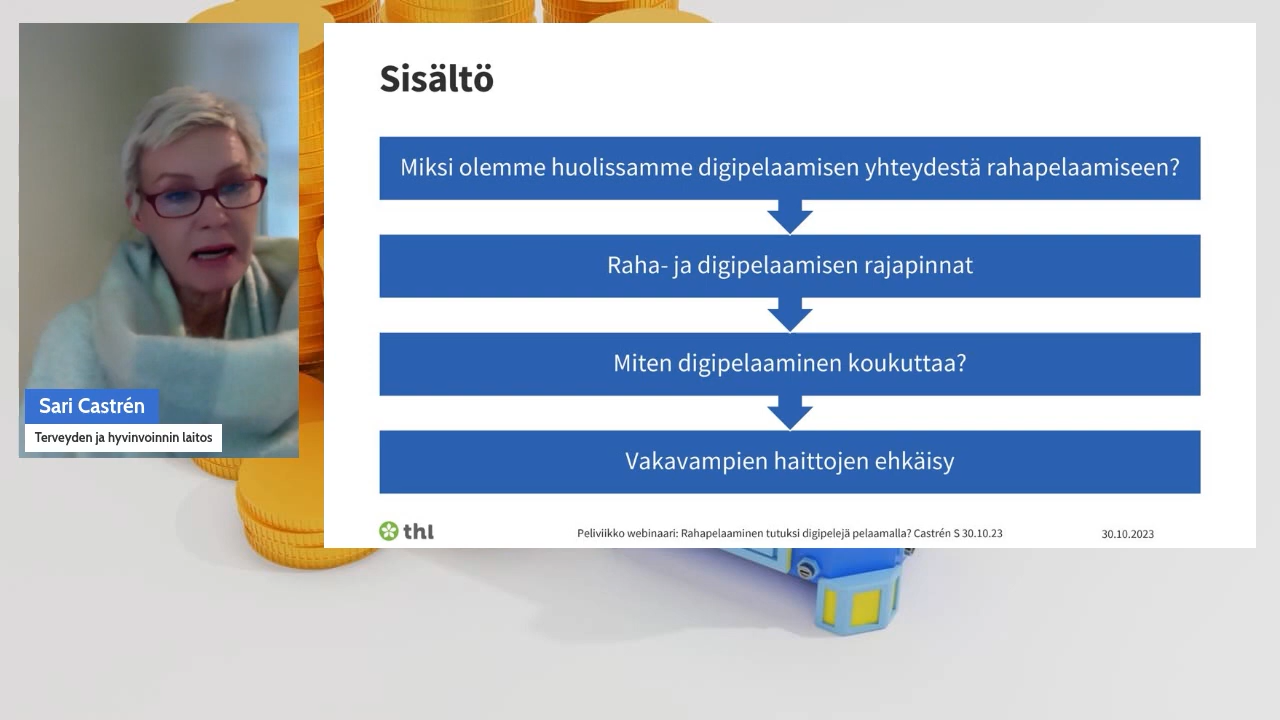 Sisältö
Miksi olemme huolissamme digipelaamisen yhteydestä rahapelaamiseen?
Raha- ja digipelaamisen rajapinnat
Miten digipelaaminen koukuttaa?
Vakavampien haittojen ehkäisy
Sari Castrén
Terveyden ja hyvinvoinnin laitos
thl
Peliviikko webinaari: Rahapelaaminen tutuksi digipelejä pelaamalla? Castrén S 30.10.23
30.10.2023